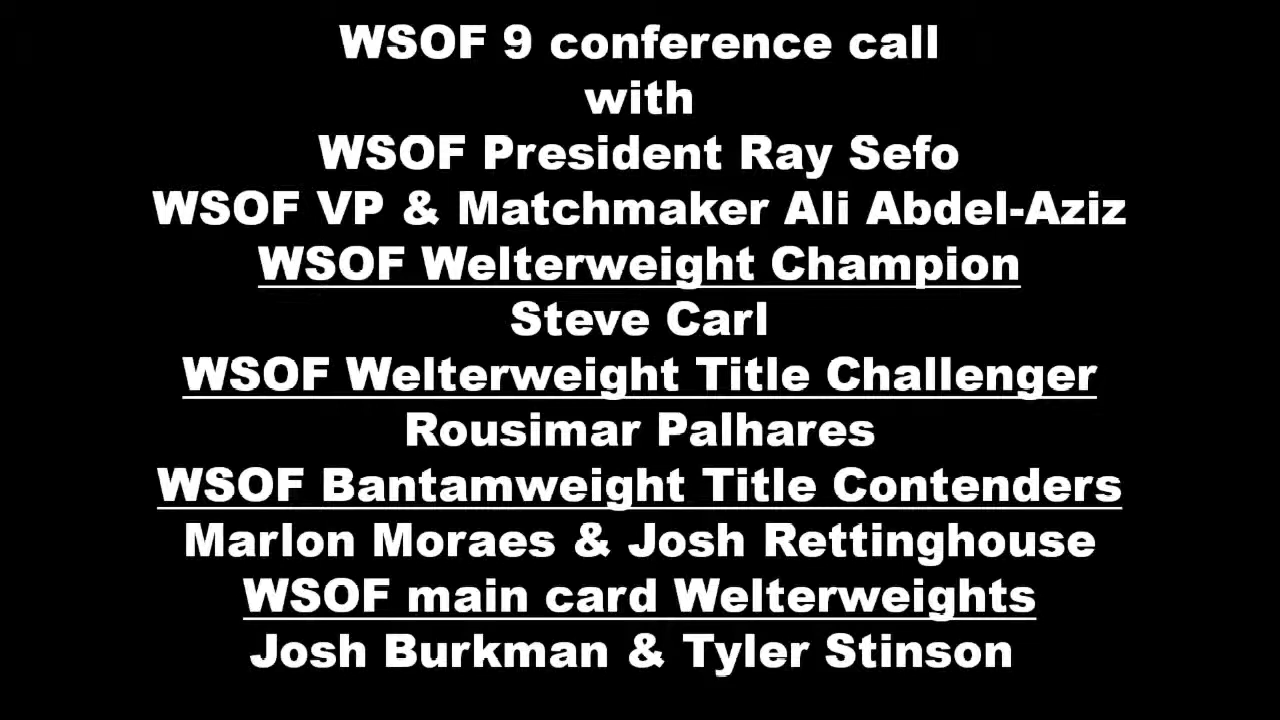 WSOF 9 conference call
with
WSOF President Ray Sefo
WSOF VP & Matchmaker Ali Abdel-Aziz
WSOF Welterweight Champion
Steve Carl
WSOF Welterweight Title Challenger
Rousimar Palhares
WSOF Bantamweight Title Contenders
Marlon Moraes & Josh Rettinghouse
WSOF main card Welterweights
Josh Burkman & Tyler Stinson